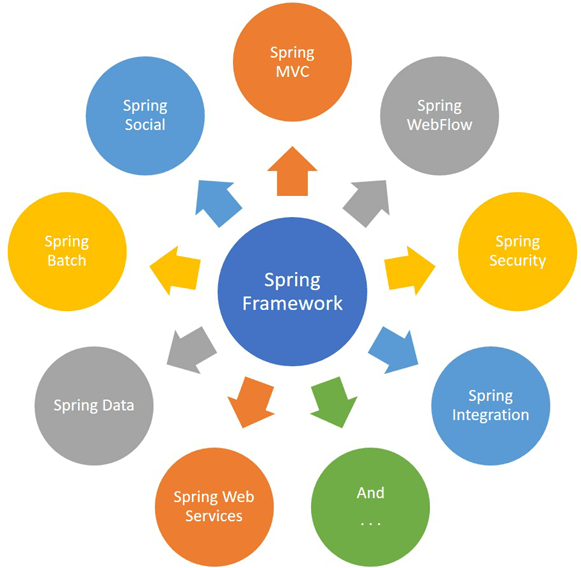 Spring
MVC
Spring
WebFlow
Spring
Security
Spring
Integration
And
. . .
Spring Web
Services
Spring Data
Spring
Batch
Spring
Social
Spring
Framework